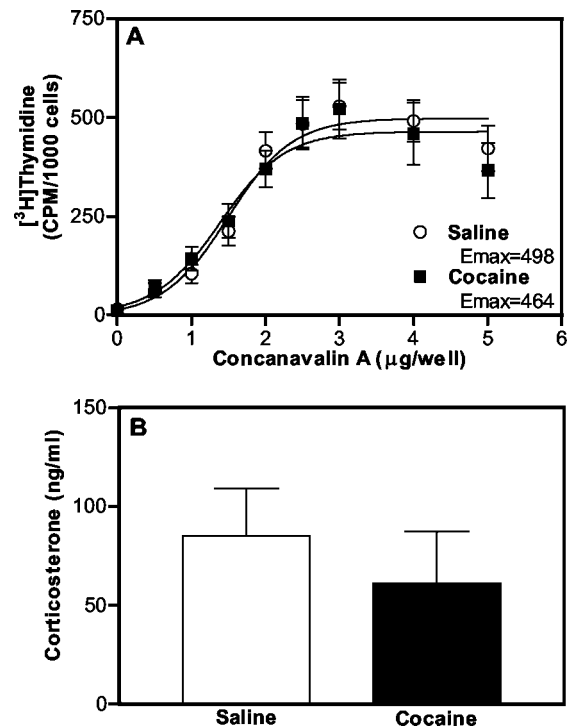 A
[³H]Thymidine
(CPM/1000 cells)
750
500
250
0
Saline
Emax=498
Cocaine
Emax=464
0 1 2 3 4 5 6
Concanavalin A (μg/well)
B
Corticosterone (ng/ml)
150
100
50
0
Saline Cocaine